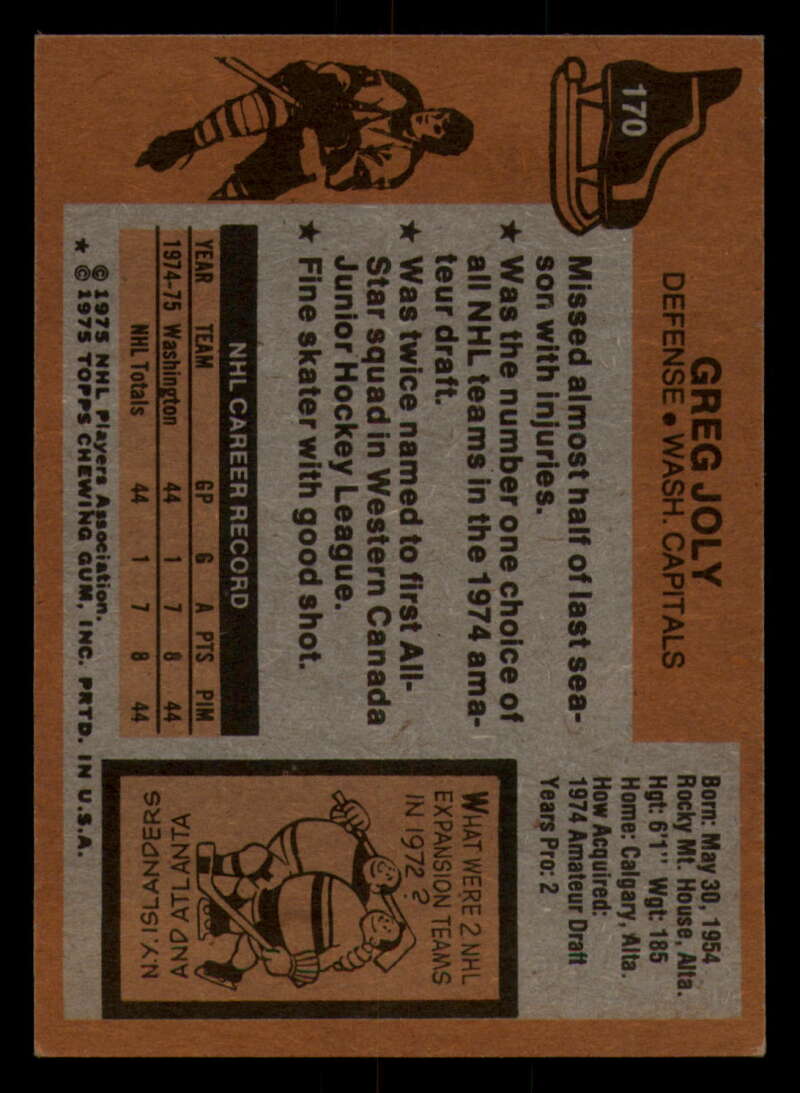 170
GREG JOLY
DEFENSE • WASH. CAPITALS
Born: May 30, 1954
Rocky Mt. House, Alta.
Hgt: 6'1" Wgt: 185
Home: Calgary, Alta.
How Acquired:
1974 Amateur Draft
Years Pro: 2
Missed almost half of last sea-
son with injuries.
★ Was the number one choice of
all NHL teams in the 1974 ama-
teur draft.
★ Was twice named to first All-
Star squad in Western Canada
Junior Hockey League.
★ Fine skater with good shot.
NHL CAREER RECORD
YEAR TEAM GP G A PTS PIM
1974-75 Washington 44 1 7 8 44
NHL Totals 44 1 7 8 44
© 1975 NHL Players Association.
★ © 1975 TOPPS CHEWING GUM, INC. PRTD. IN U.S.A.
WHAT WERE 2 NHL
EXPANSION TEAMS
IN 1972?
N.Y. ISLANDERS
AND ATLANTA